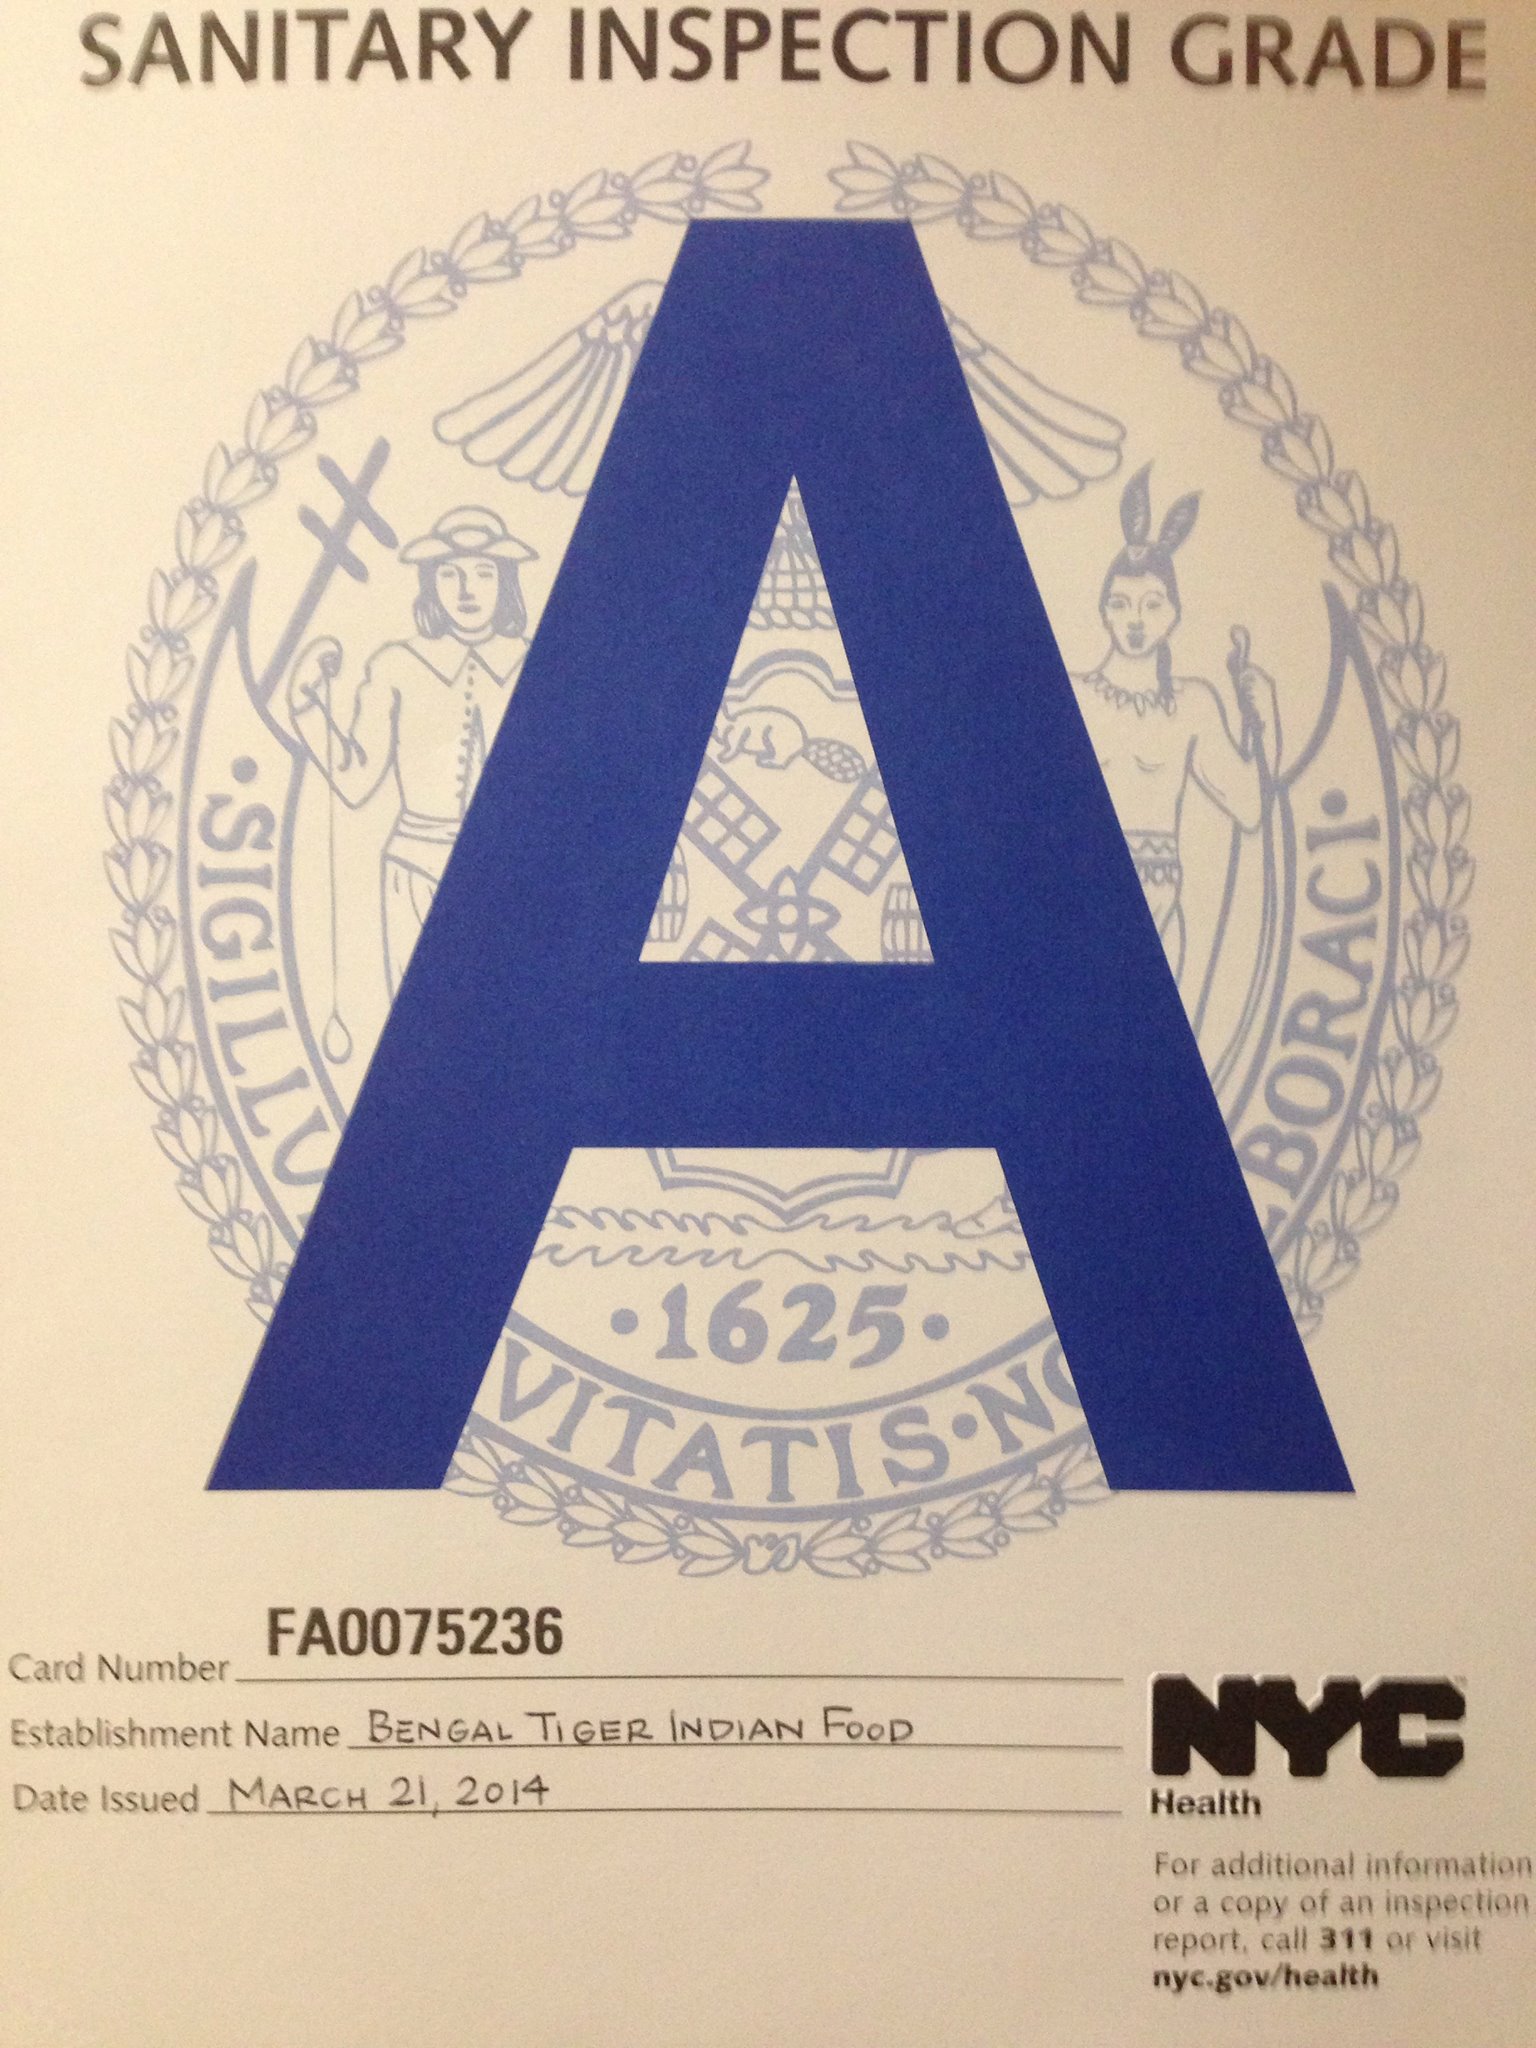 SANITARY INSPECTION GRADE
A
SIGILLU
VITATIS · NO
BORACI
· 1625 ·
Card Number FA0075236
Establishment Name BENGAL TIGER INDIAN FOOD
Date Issued MARCH 21, 2014
NYC
Health
For additional information
or a copy of an inspection
report, call 311 or visit
nyc.gov/health